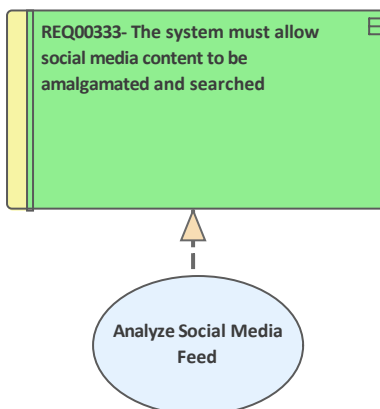 REQ00333- The system must allow
social media content to be
amalgamated and searched
Analyze Social Media
Feed